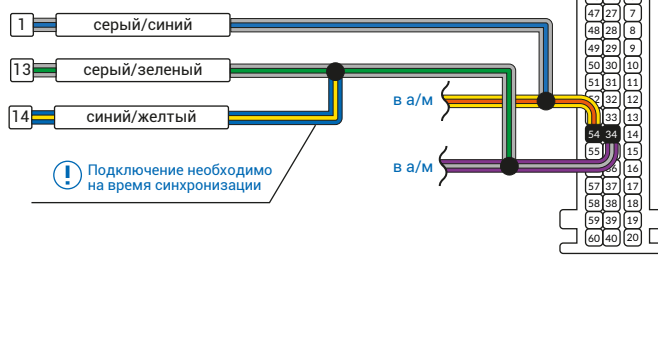 47 27 7
1 серый/синий
48 28 8
49 29 9
13 серый/зеленый
50 30 10
51 31 11
в а/м
52 32 12
14 синий/желтый
33 13
54 34 14
55 15
! Подключение необходимо
на время синхронизации
в а/м
36 16
57 37 17
58 38 18
59 39 19
60 40 20